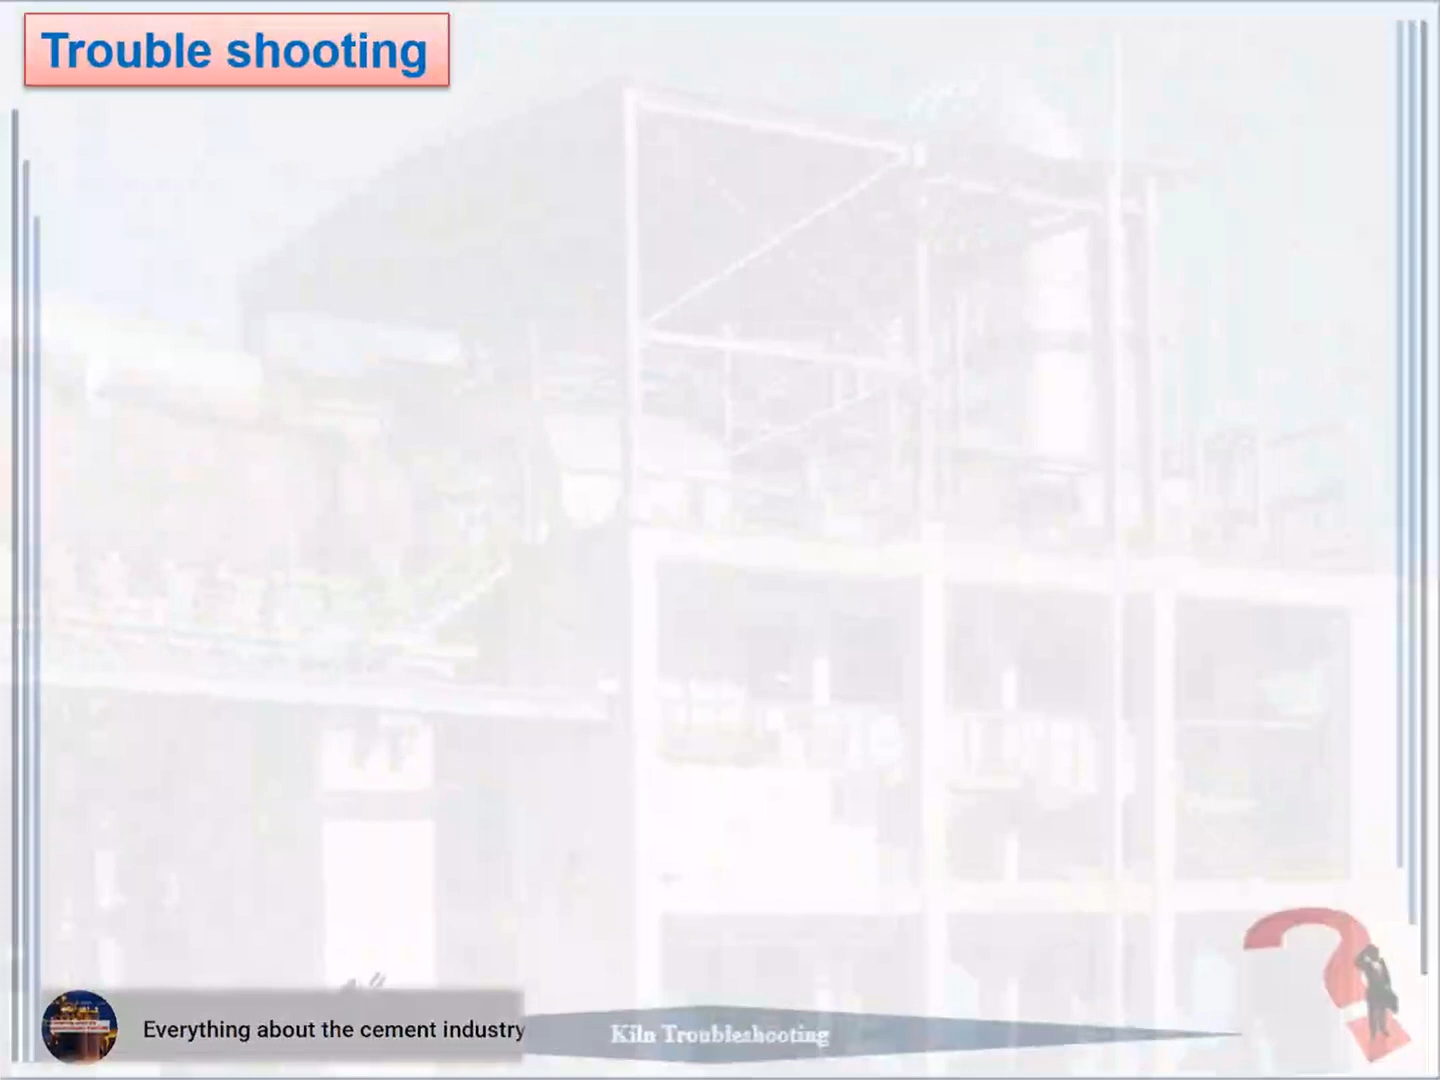 Trouble shooting
Everything about the cement industry
Kiln Troubleshooting